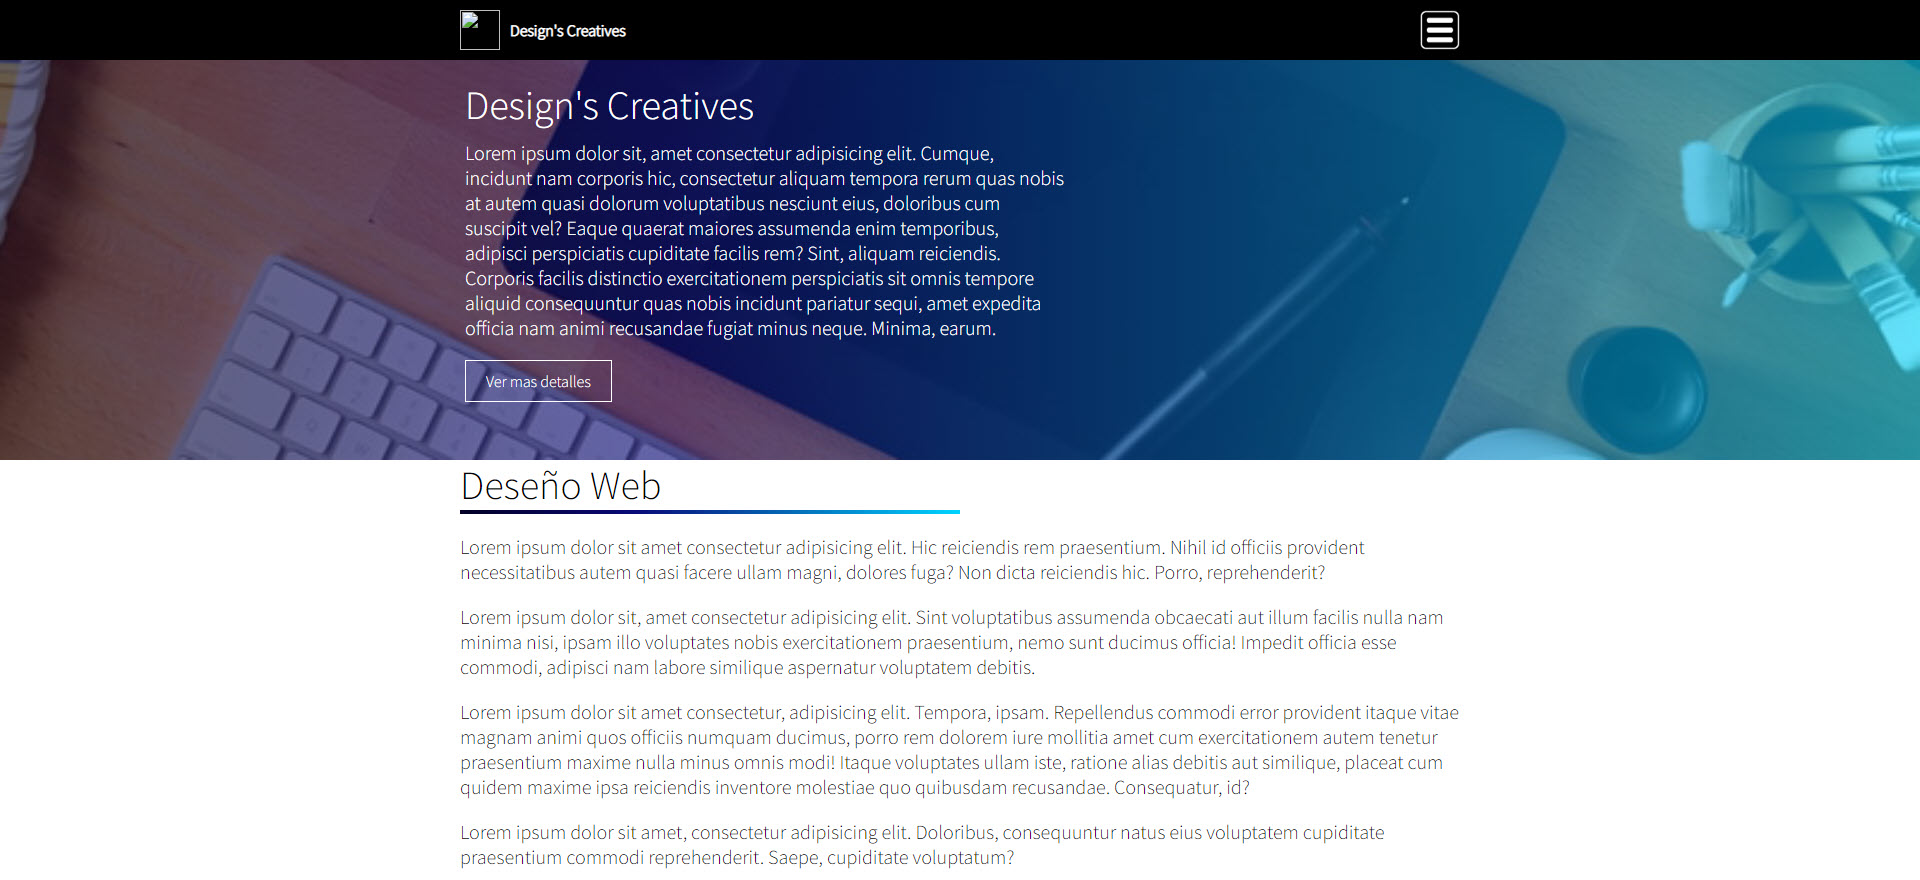 Design's Creatives
Design's Creatives
Lorem ipsum dolor sit, amet consectetur adipisicing elit. Cumque,
incidunt nam corporis hic, consectetur aliquam tempora rerum quas nobis
at autem quasi dolorum voluptatibus nesciunt eius, doloribus cum
suscipit vel? Eaque quaerat maiores assumenda enim temporibus,
adipisci perspiciatis cupiditate facilis rem? Sint, aliquam reiciendis.
Corporis facilis distinctio exercitationem perspiciatis sit omnis tempore
aliquid consequuntur quas nobis incidunt pariatur sequi, amet expedita
officia nam animi recusandae fugiat minus neque. Minima, earum.
Ver mas detalles
Deseño Web
Lorem ipsum dolor sit amet consectetur adipisicing elit. Hic reiciendis rem praesentium. Nihil id officiis provident
necessitatibus autem quasi facere ullam magni, dolores fuga? Non dicta reiciendis hic. Porro, reprehenderit?
Lorem ipsum dolor sit, amet consectetur adipisicing elit. Sint voluptatibus assumenda obcaecati aut illum facilis nulla nam
minima nisi, ipsam illo voluptates nobis exercitationem praesentium, nemo sunt ducimus officia! Impedit officia esse
commodi, adipisci nam labore similique aspernatur voluptatem debitis.
Lorem ipsum dolor sit amet consectetur, adipisicing elit. Tempora, ipsam. Repellendus commodi error provident itaque vitae
magnam animi quos officiis numquam ducimus, porro rem dolorem iure mollitia amet cum exercitationem autem tenetur
praesentium maxime nulla minus omnis modi! Itaque voluptates ullam iste, ratione alias debitis aut similique, placeat cum
quidem maxime ipsa reiciendis inventore molestiae quo quibusdam recusandae. Consequatur, id?
Lorem ipsum dolor sit amet, consectetur adipisicing elit. Doloribus, consequuntur natus eius voluptatem cupiditate
praesentium commodi reprehenderit. Saepe, cupiditate voluptatum?